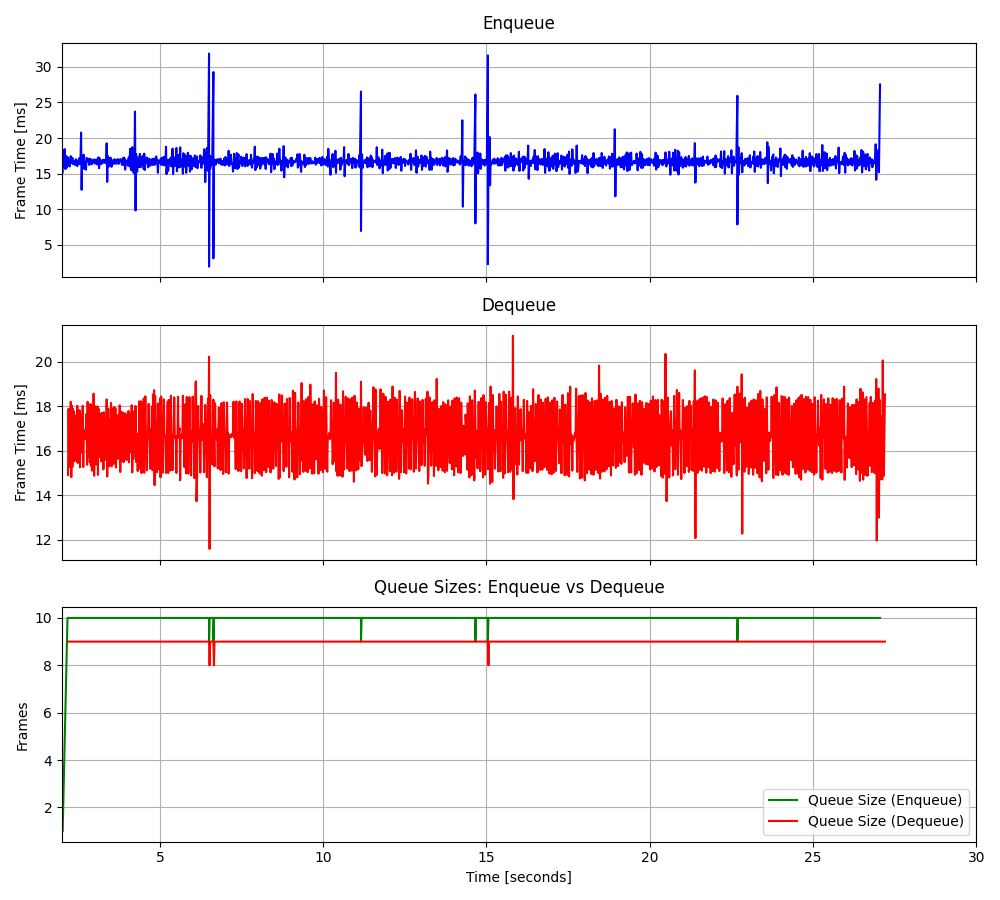 Enqueue
Frame Time [ms]
30
25
20
15
10
5
Dequeue
Frame Time [ms]
20
18
16
14
12
Queue Sizes: Enqueue vs Dequeue
Frames
10
8
6
4
2
Queue Size (Enqueue)
Queue Size (Dequeue)
5 10 15 20 25 30
Time [seconds]